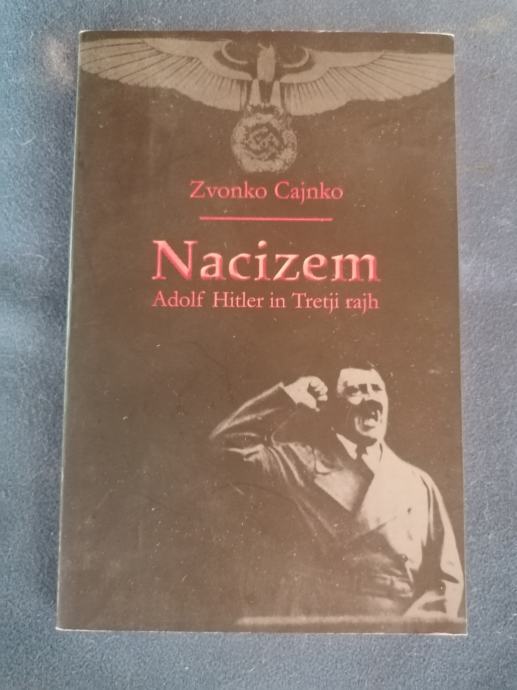 Zvonko Cajnko
Nacizem
Adolf Hitler in Tretji rajh